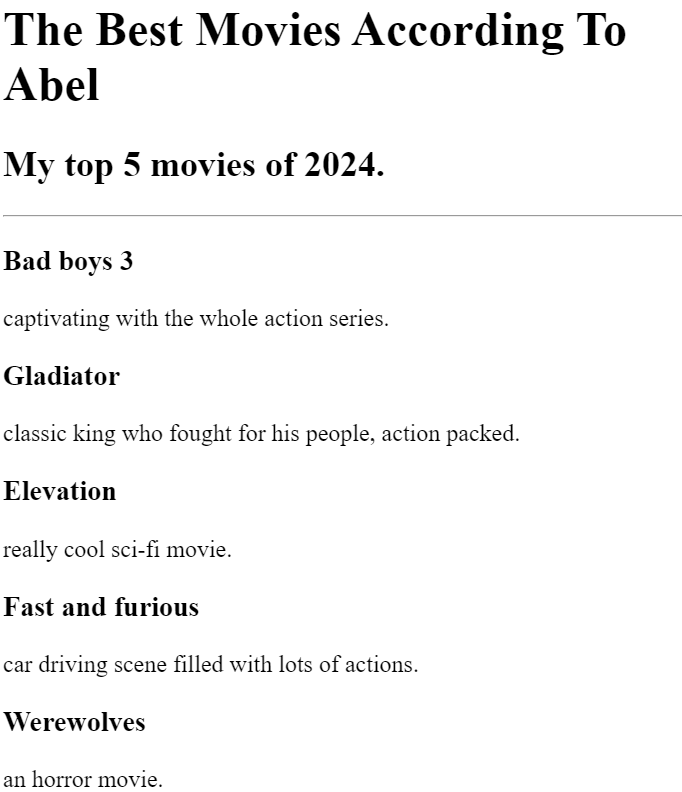 The Best Movies According To
Abel
My top 5 movies of 2024.
Bad boys 3
captivating with the whole action series.
Gladiator
classic king who fought for his people, action packed.
Elevation
really cool sci-fi movie.
Fast and furious
car driving scene filled with lots of actions.
Werewolves
an horror movie.